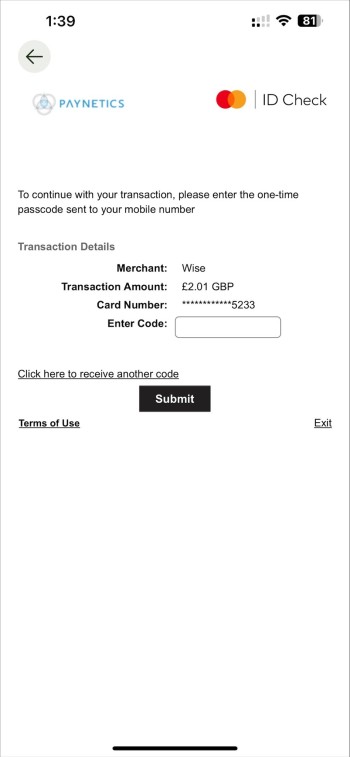 1:39
81
PAYNETICS
ID Check
To continue with your transaction, please enter the one-time
passcode sent to your mobile number
Transaction Details
Merchant: Wise
Transaction Amount: £2.01 GBP
Card Number: ************5233
Enter Code:
Click here to receive another code
Submit
Terms of Use Exit